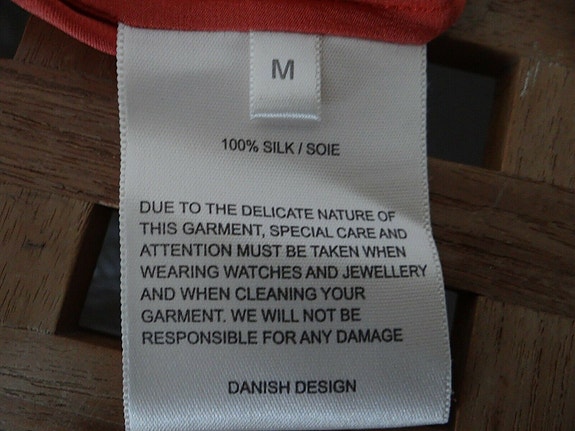 M
100% SILK / SOIE
DUE TO THE DELICATE NATURE OF
THIS GARMENT, SPECIAL CARE AND
ATTENTION MUST BE TAKEN WHEN
WEARING WATCHES AND JEWELLERY
AND WHEN CLEANING YOUR
GARMENT. WE WILL NOT BE
RESPONSIBLE FOR ANY DAMAGE
DANISH DESIGN